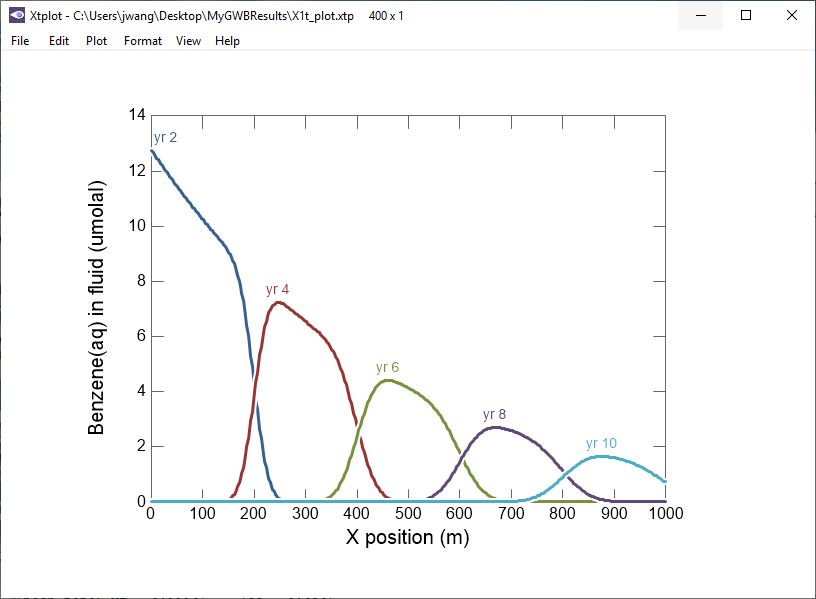 Xtplot - C:\Users\jwang\Desktop\MyGWBResults\X1t_plot.xtp 400 x 1
File Edit Plot Format View Help
14
yr 2
12
10
8
yr 4
6
yr 6
4
yr 8
2
yr 10
0
0 100 200 300 400 500 600 700 800 900 1000
X position (m)
Benzene(aq) in fluid (umolal)